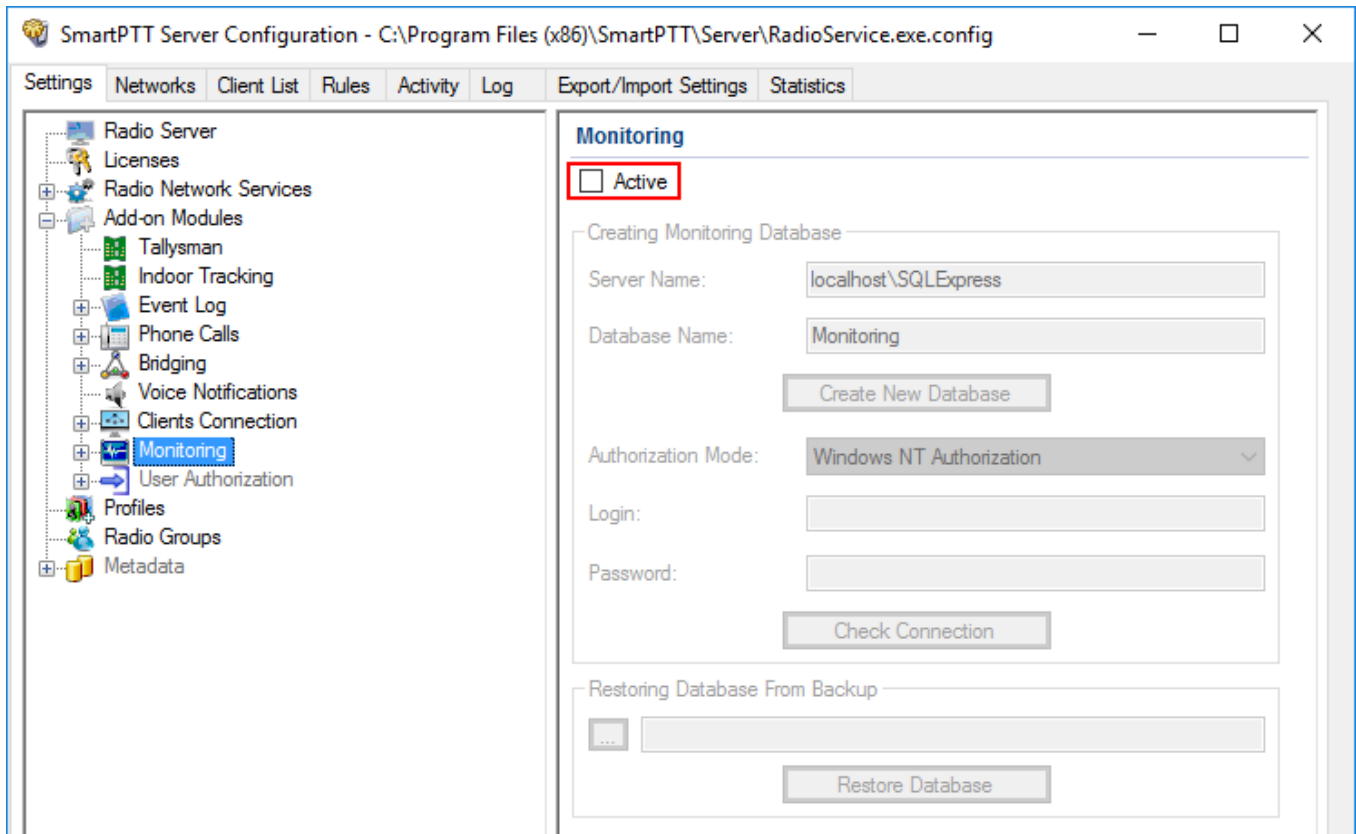 SmartPTT Server Configuration - C:\Program Files (x86)\SmartPTT\Server\RadioService.exe.config
Settings Networks Client List Rules Activity Log Export/Import Settings Statistics
Radio Server
Licenses
Radio Network Services
Add-on Modules
Tallysman
Indoor Tracking
Event Log
Phone Calls
Bridging
Voice Notifications
Clients Connection
Monitoring
User Authorization
Profiles
Radio Groups
Metadata
Monitoring
Active
Creating Monitoring Database
Server Name: localhost\SQLExpress
Database Name: Monitoring
Create New Database
Authorization Mode: Windows NT Authorization
Login:
Password:
Check Connection
Restoring Database From Backup
...
Restore Database